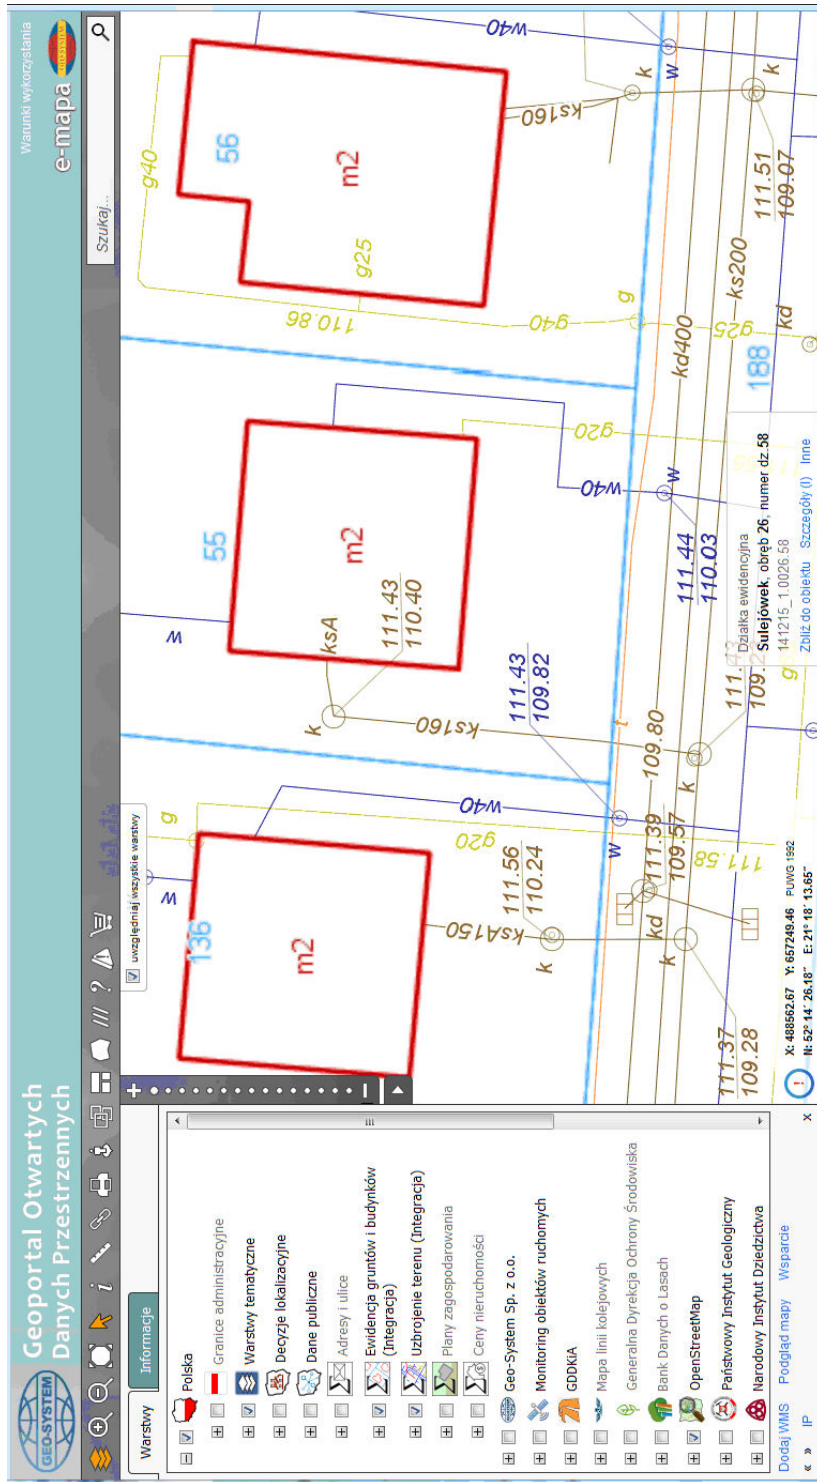 GEO-SYSTEM
Geoportal Otwartych
Danych Przestrzennych
Warunki wykorzystania
e-mapa
GEO-SYSTEM
Szukaj...
Warstwy
Informacje
Polska
Granice administracyjne
Warstwy tematyczne
Decyzje lokalizacyjne
Dane publiczne
Adresy i ulice
Ewidencja gruntów i budynków
(Integracja)
Uzbrojenie terenu (Integracja)
Plany zagospodarowania
Ceny nieruchomości
Geo-System Sp. z o.o.
Monitoring obiektów ruchomych
GDDKiA
Mapa linii kolejowych
Generalna Dyrekcja Ochrony Środowiska
Bank Danych o Lasach
OpenStreetMap
Państwowy Instytut Geologiczny
Narodowy Instytut Dziedzictwa
Dodaj WMS Podgląd mapy Wsparcie
« » IP
x
uwzględniaj wszystkie warstwy
136
m2
w
g
w40
g20
ksA150
k
111.56
110.24
w
55
m2
ksA
k
111.43
110.40
ks160
111.43
109.82
w
t
w40
g20
w
111.44
110.03
g40
w40
56
m2
g25
110.86
g40
g
g25
ks160
k
w
k
111.51
109.07
kd400
ks200
188
kd
109.80
k
111.39
109.57
kd
k
111.58
111.37
109.28
Działka ewidencyjna
Sulejówek, obręb 26, numer dz.58
141215_1.0026.58
Zbliż do obiektu Szczegóły (I) Inne
X: 488562.67 Y: 657249.46 PUWG 1992
N: 52° 14' 26.18" E: 21° 18' 13.65"